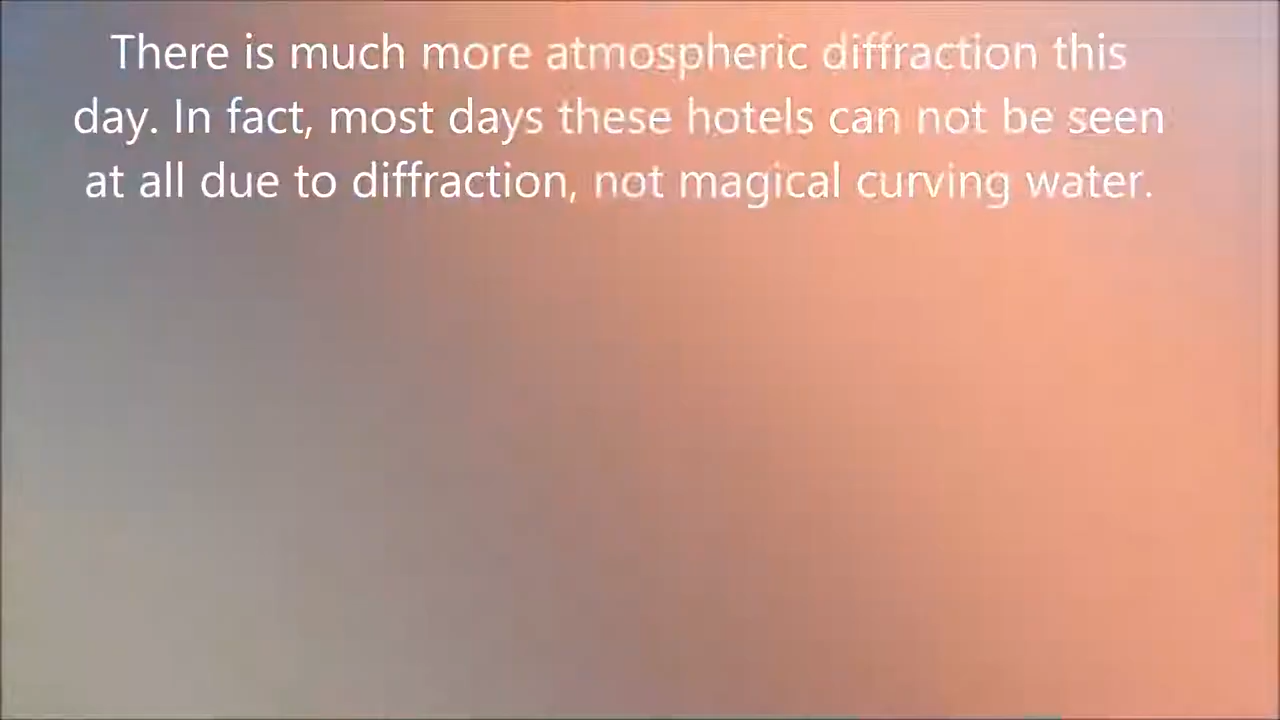 There is much more atmospheric diffraction this
day. In fact, most days these hotels can not be seen
at all due to diffraction, not magical curving water.